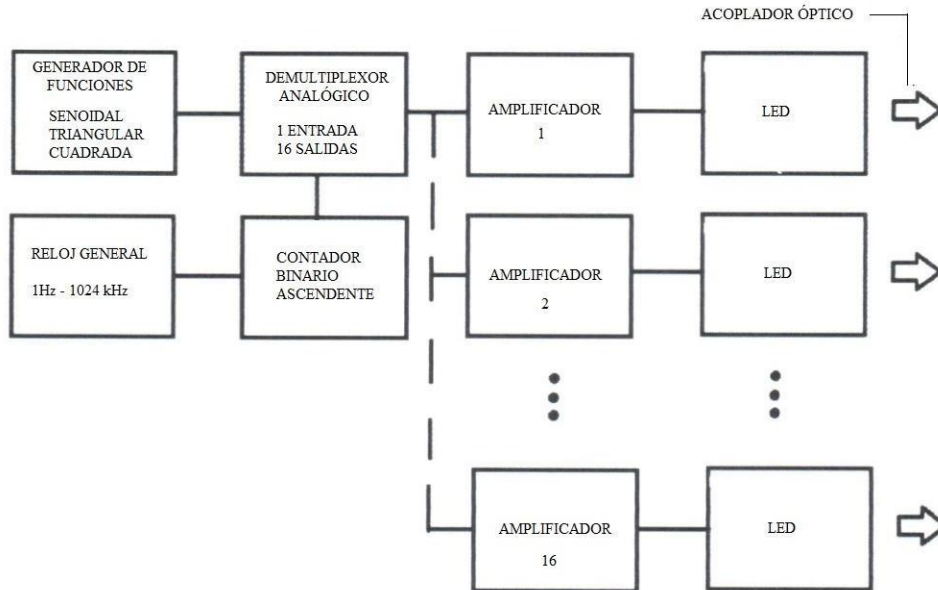 ACOPLADOR ÓPTICO
GENERADOR DE
FUNCIONES
SENOIDAL
TRIANGULAR
CUADRADA
DEMULTIPLEXOR
ANALÓGICO
1 ENTRADA
16 SALIDAS
AMPLIFICADOR
1
LED
RELOJ GENERAL
1Hz - 1024 kHz
CONTADOR
BINARIO
ASCENDENTE
AMPLIFICADOR
2
LED
AMPLIFICADOR
16
LED